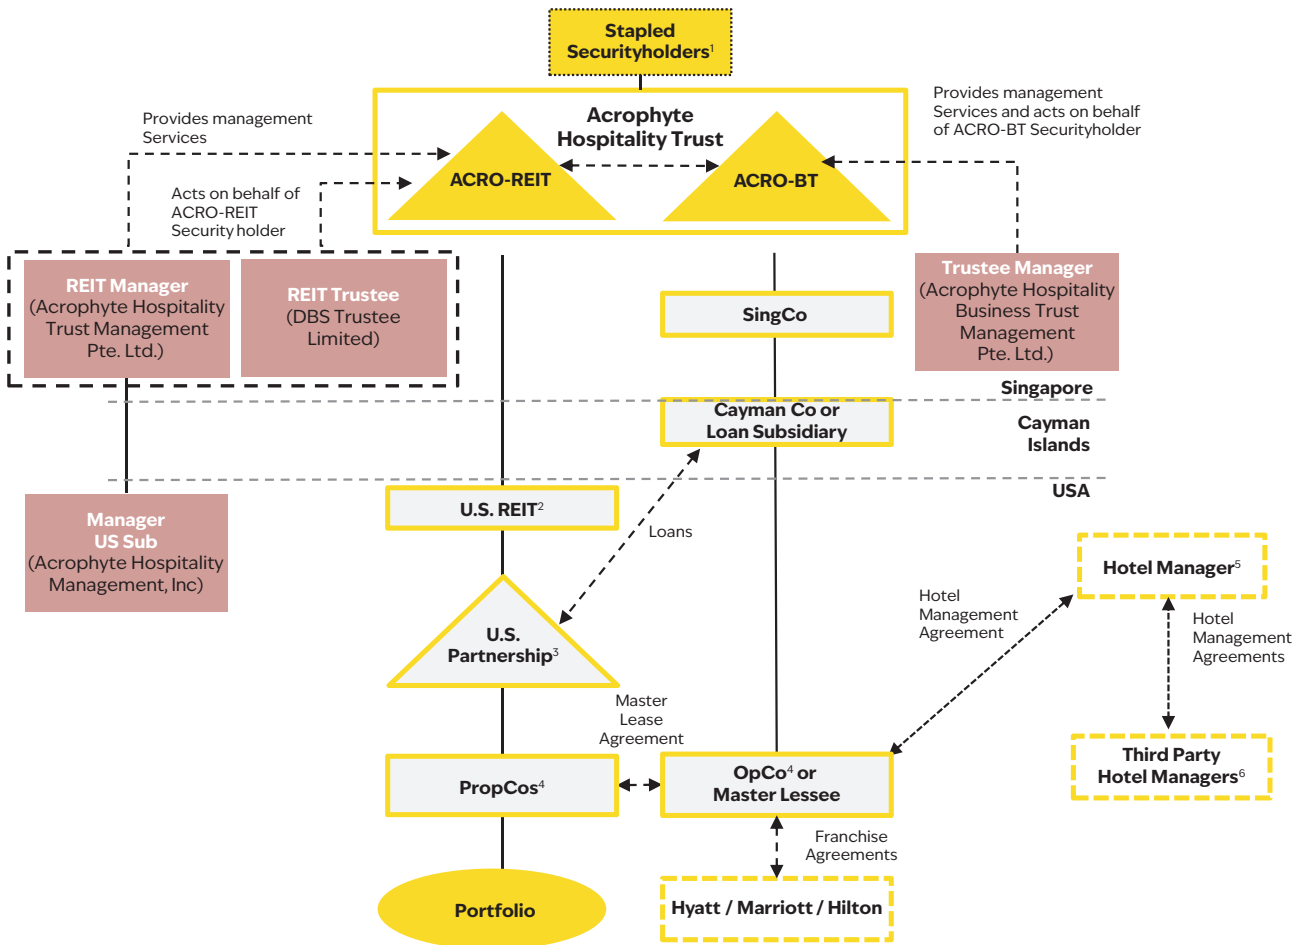 Stapled
Securityholders¹
Provides management
Services
Acrophyte
Hospitality Trust
Provides management
Services and acts on behalf
of ACRO-BT Securityholder
ACRO-REIT
ACRO-BT
Acts on behalf of
ACRO-REIT
Security holder
REIT Manager
(Acrophyte Hospitality
Trust Management
Pte. Ltd.)
REIT Trustee
(DBS Trustee
Limited)
SingCo
Trustee Manager
(Acrophyte Hospitality
Business Trust
Management
Pte. Ltd.)
Singapore
Cayman Co or
Loan Subsidiary
Cayman
Islands
USA
Manager
US Sub
(Acrophyte Hospitality
Management, Inc)
U.S. REIT²
Loans
Hotel Manager⁵
Hotel
Management
Agreement
Hotel
Management
Agreements
U.S.
Partnership³
Master
Lease
Agreement
Third Party
Hotel Managers⁶
PropCos⁴
OpCo⁴ or
Master Lessee
Franchise
Agreements
Portfolio
Hyatt / Marriott / Hilton